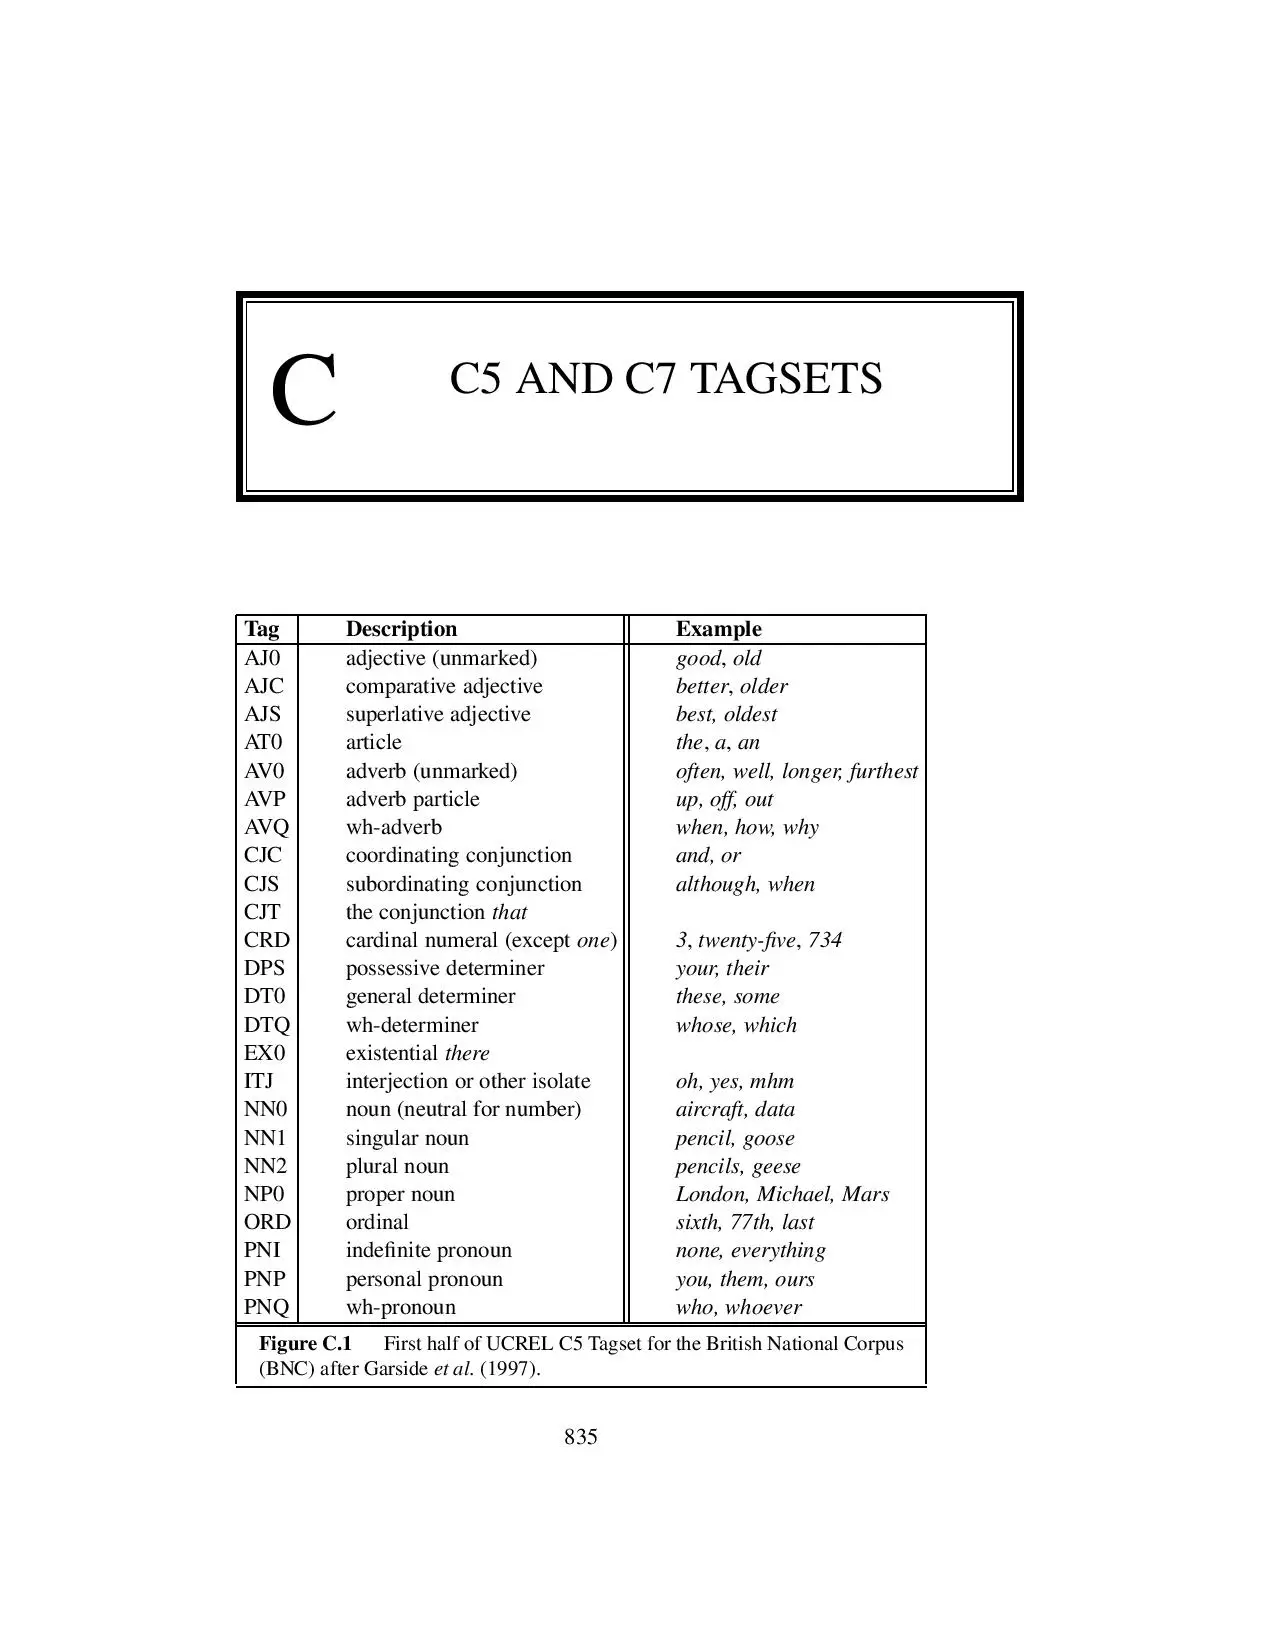 C C5 AND C7 TAGSETS
Tag Description Example
AJ0 adjective (unmarked) good, old
AJC comparative adjective better, older
AJS superlative adjective best, oldest
AT0 article the, a, an
AV0 adverb (unmarked) often, well, longer, furthest
AVP adverb particle up, off, out
AVQ wh-adverb when, how, why
CJC coordinating conjunction and, or
CJS subordinating conjunction although, when
CJT the conjunction that
CRD cardinal numeral (except one) 3, twenty-five, 734
DPS possessive determiner your, their
DT0 general determiner these, some
DTQ wh-determiner whose, which
EX0 existential there
ITJ interjection or other isolate oh, yes, mhm
NN0 noun (neutral for number) aircraft, data
NN1 singular noun pencil, goose
NN2 plural noun pencils, geese
NP0 proper noun London, Michael, Mars
ORD ordinal sixth, 77th, last
PNI indefinite pronoun none, everything
PNP personal pronoun you, them, ours
PNQ wh-pronoun who, whoever
Figure C.1 First half of UCREL C5 Tagset for the British National Corpus
(BNC) after Garside et al. (1997).
835